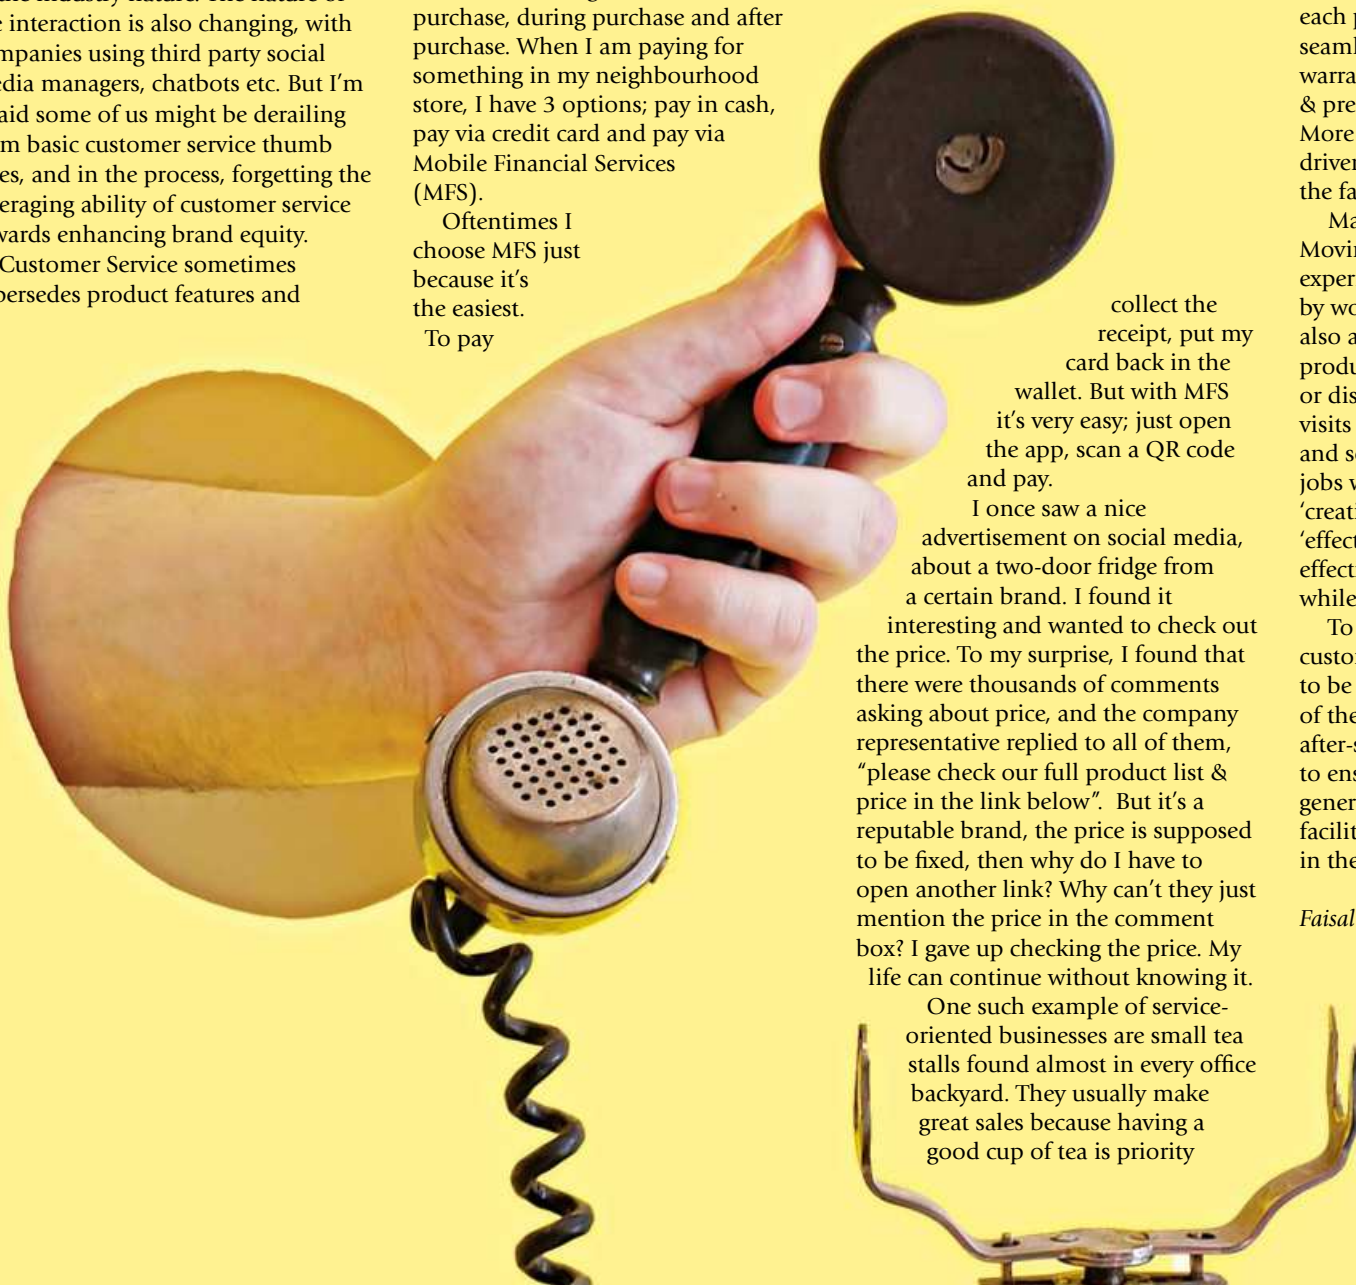 the industry nature. The nature of
e interaction is also changing, with
mpanies using third party social
edia managers, chatbots etc. But I'm
aid some of us might be derailing
m basic customer service thumb
es, and in the process, forgetting the
eraging ability of customer service
wards enhancing brand equity.
Customer Service sometimes
persedes product features and
purchase, during purchase and after
purchase. When I am paying for
something in my neighbourhood
store, I have 3 options; pay in cash,
pay via credit card and pay via
Mobile Financial Services
(MFS).
Oftentimes I
choose MFS just
because it's
the easiest.
To pay
collect the
receipt, put my
card back in the
wallet. But with MFS
it's very easy; just open
the app, scan a QR code
and pay.
I once saw a nice
advertisement on social media,
about a two-door fridge from
a certain brand. I found it
interesting and wanted to check out
the price. To my surprise, I found that
there were thousands of comments
asking about price, and the company
representative replied to all of them,
“please check our full product list &
price in the link below”.  But it's a
reputable brand, the price is supposed
to be fixed, then why do I have to
open another link? Why can't they just
mention the price in the comment
box? I gave up checking the price. My
life can continue without knowing it.
One such example of service-
oriented businesses are small tea
stalls found almost in every office
backyard. They usually make
great sales because having a
good cup of tea is priority
each p
seaml
warra
& pre
More
driven
the fa
Ma
Movin
exper
by wo
also a
produ
or dis
visits
and se
jobs w
‘creati
‘effect
effecti
while
To
custor
to be
of the
after-s
to ens
gener
facilit
in the
Faisal